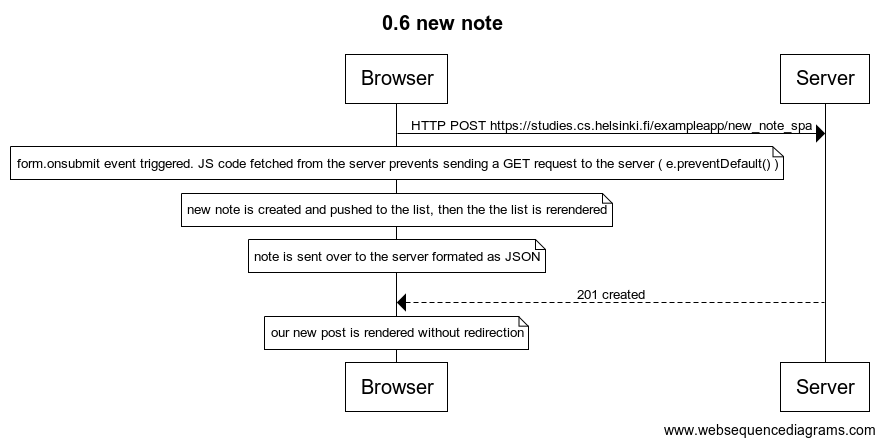 0.6 new note
Browser
Server
HTTP POST https://studies.cs.helsinki.fi/exampleapp/new_note_spa
form.onsubmit event triggered. JS code fetched from the server prevents sending a GET request to the server ( e.preventDefault() )
new note is created and pushed to the list, then the the list is rerendered
note is sent over to the server formated as JSON
201 created
our new post is rendered without redirection
Browser
Server
www.websequencediagrams.com